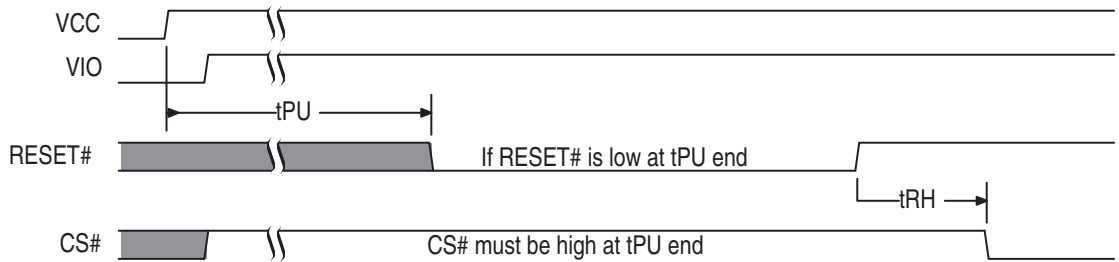 VCC
VIO
tPU
RESET#
If RESET# is low at tPU end
tRH
CS#
CS# must be high at tPU end